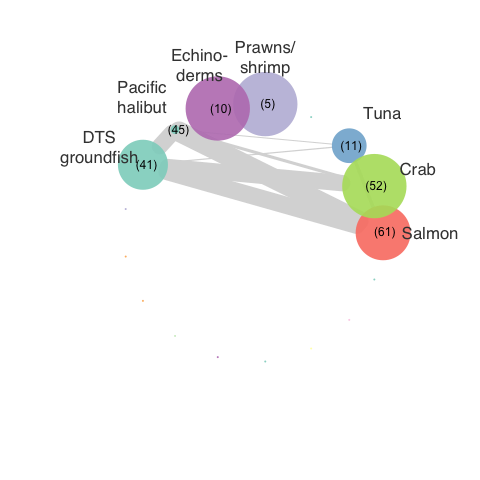 Echino-
derms
(10)
Prawns/
shrimp
(5)
Pacific
halibut
(45)
Tuna
(11)
DTS
groundfish
(41)
Crab
(52)
Salmon
(61)